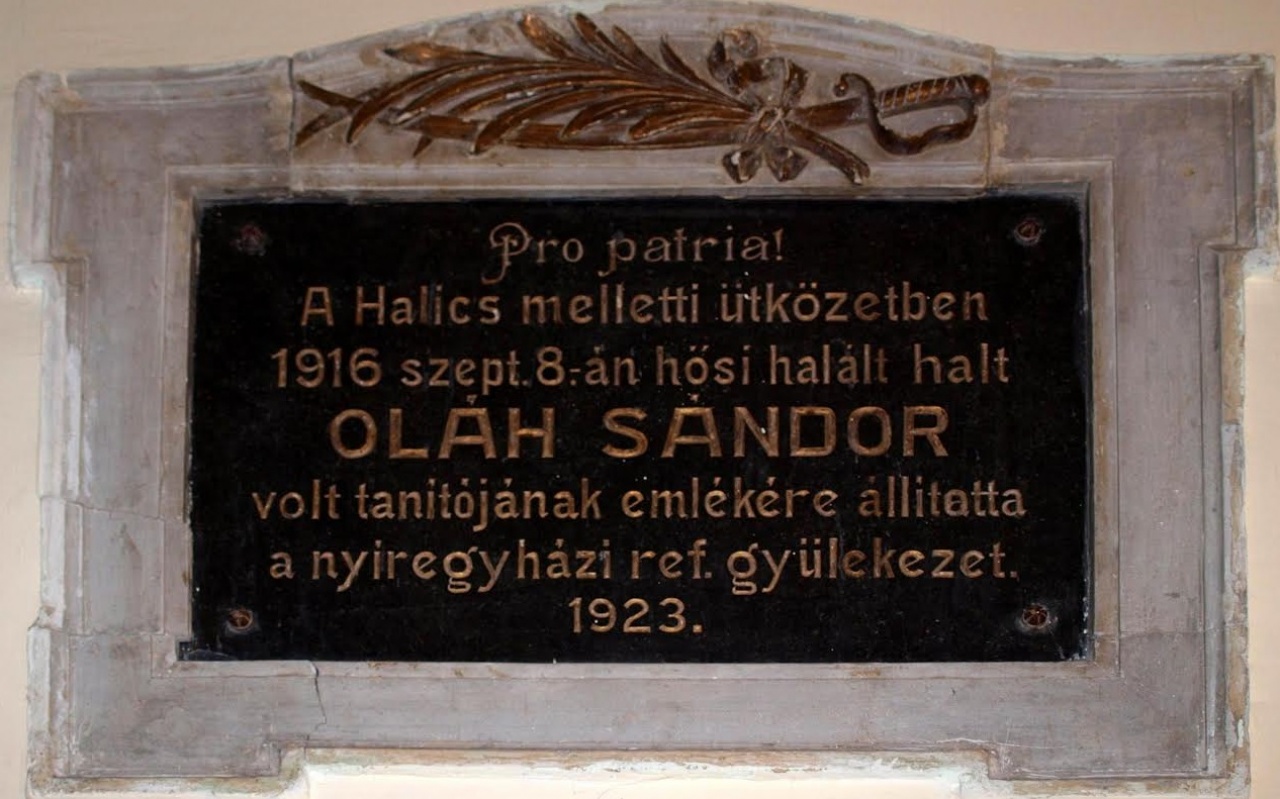 Pro patria!
A Halics melletti ütközetben
1916 szept. 8.-án hősi halált halt
OLÁH SÁNDOR
volt tanitójának emlékére állitatta
a nyiregyházi ref. gyülekezet.
1923.